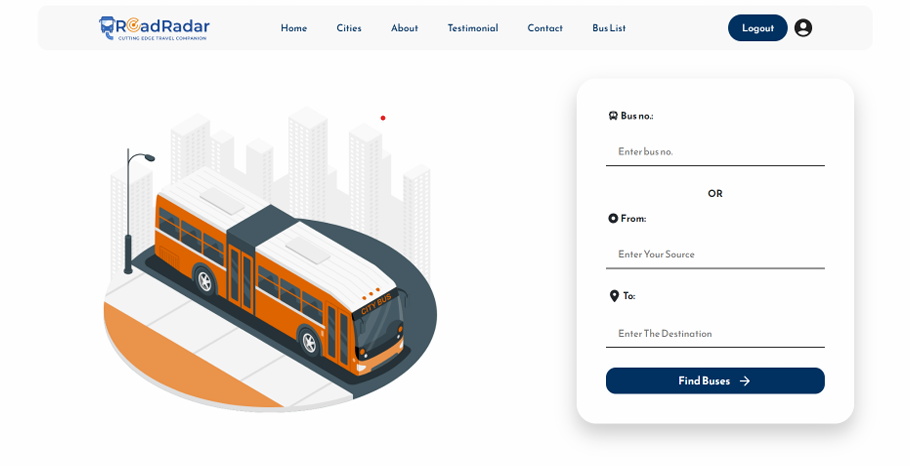 RoadRadar
CUTTING EDGE TRAVEL COMPANION
Home
Cities
About
Testimonial
Contact
Bus List
Logout
Bus no.:
Enter bus no.
OR
From:
Enter Your Source
To:
Enter The Destination
Find Buses
CITY BUS